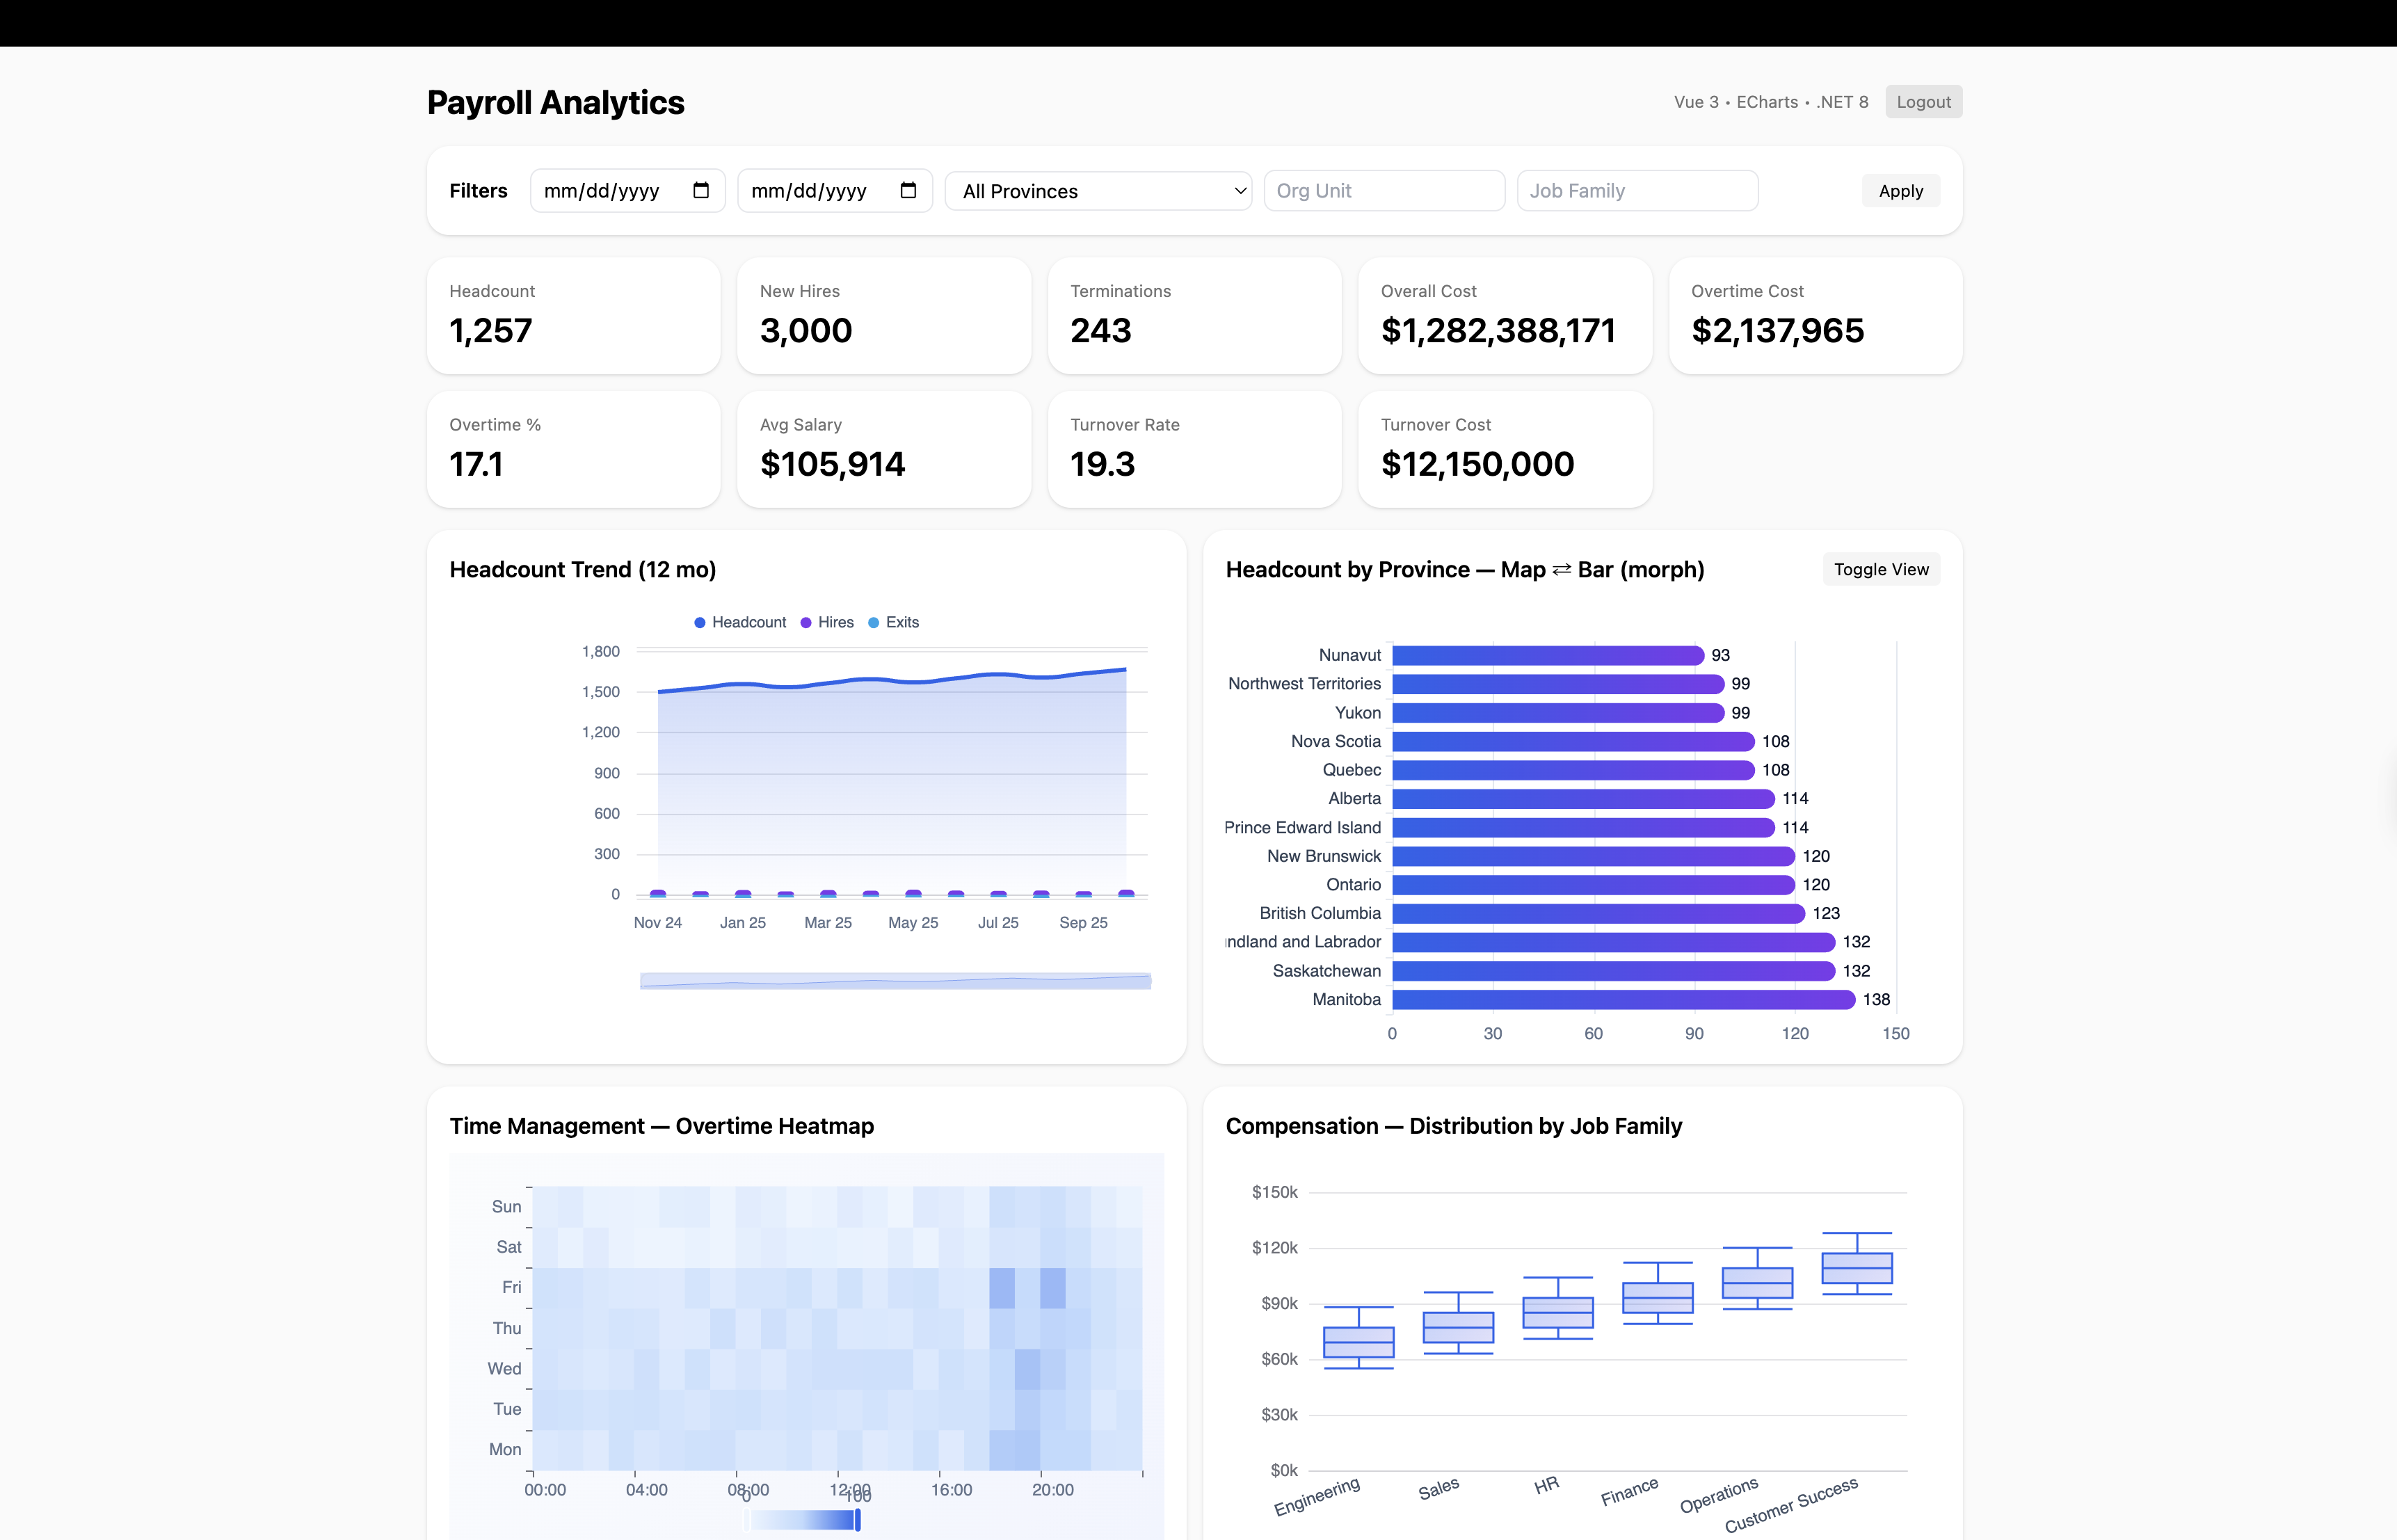 Payroll Analytics
Vue 3 • ECharts • .NET 8 Logout
Filters mm/dd/yyyy mm/dd/yyyy All Provinces Org Unit Job Family Apply
Headcount
1,257
New Hires
3,000
Terminations
243
Overall Cost
$1,282,388,171
Overtime Cost
$2,137,965
Overtime %
17.1
Avg Salary
$105,914
Turnover Rate
19.3
Turnover Cost
$12,150,000
Headcount Trend (12 mo)
Headcount Hires Exits
1,800
1,500
1,200
900
600
300
0
Nov 24 Jan 25 Mar 25 May 25 Jul 25 Sep 25
Headcount by Province — Map ⇄ Bar (morph)
Toggle View
Nunavut 93
Northwest Territories 99
Yukon 99
Nova Scotia 108
Quebec 108
Alberta 114
Prince Edward Island 114
New Brunswick 120
Ontario 120
British Columbia 123
ndland and Labrador 132
Saskatchewan 132
Manitoba 138
0 30 60 90 120 150
Time Management — Overtime Heatmap
Sun
Sat
Fri
Thu
Wed
Tue
Mon
00:00 04:00 08:00 12:00 16:00 20:00
0 100
Compensation — Distribution by Job Family
$150k
$120k
$90k
$60k
$30k
$0k
Engineering Sales HR Finance Operations Customer Success